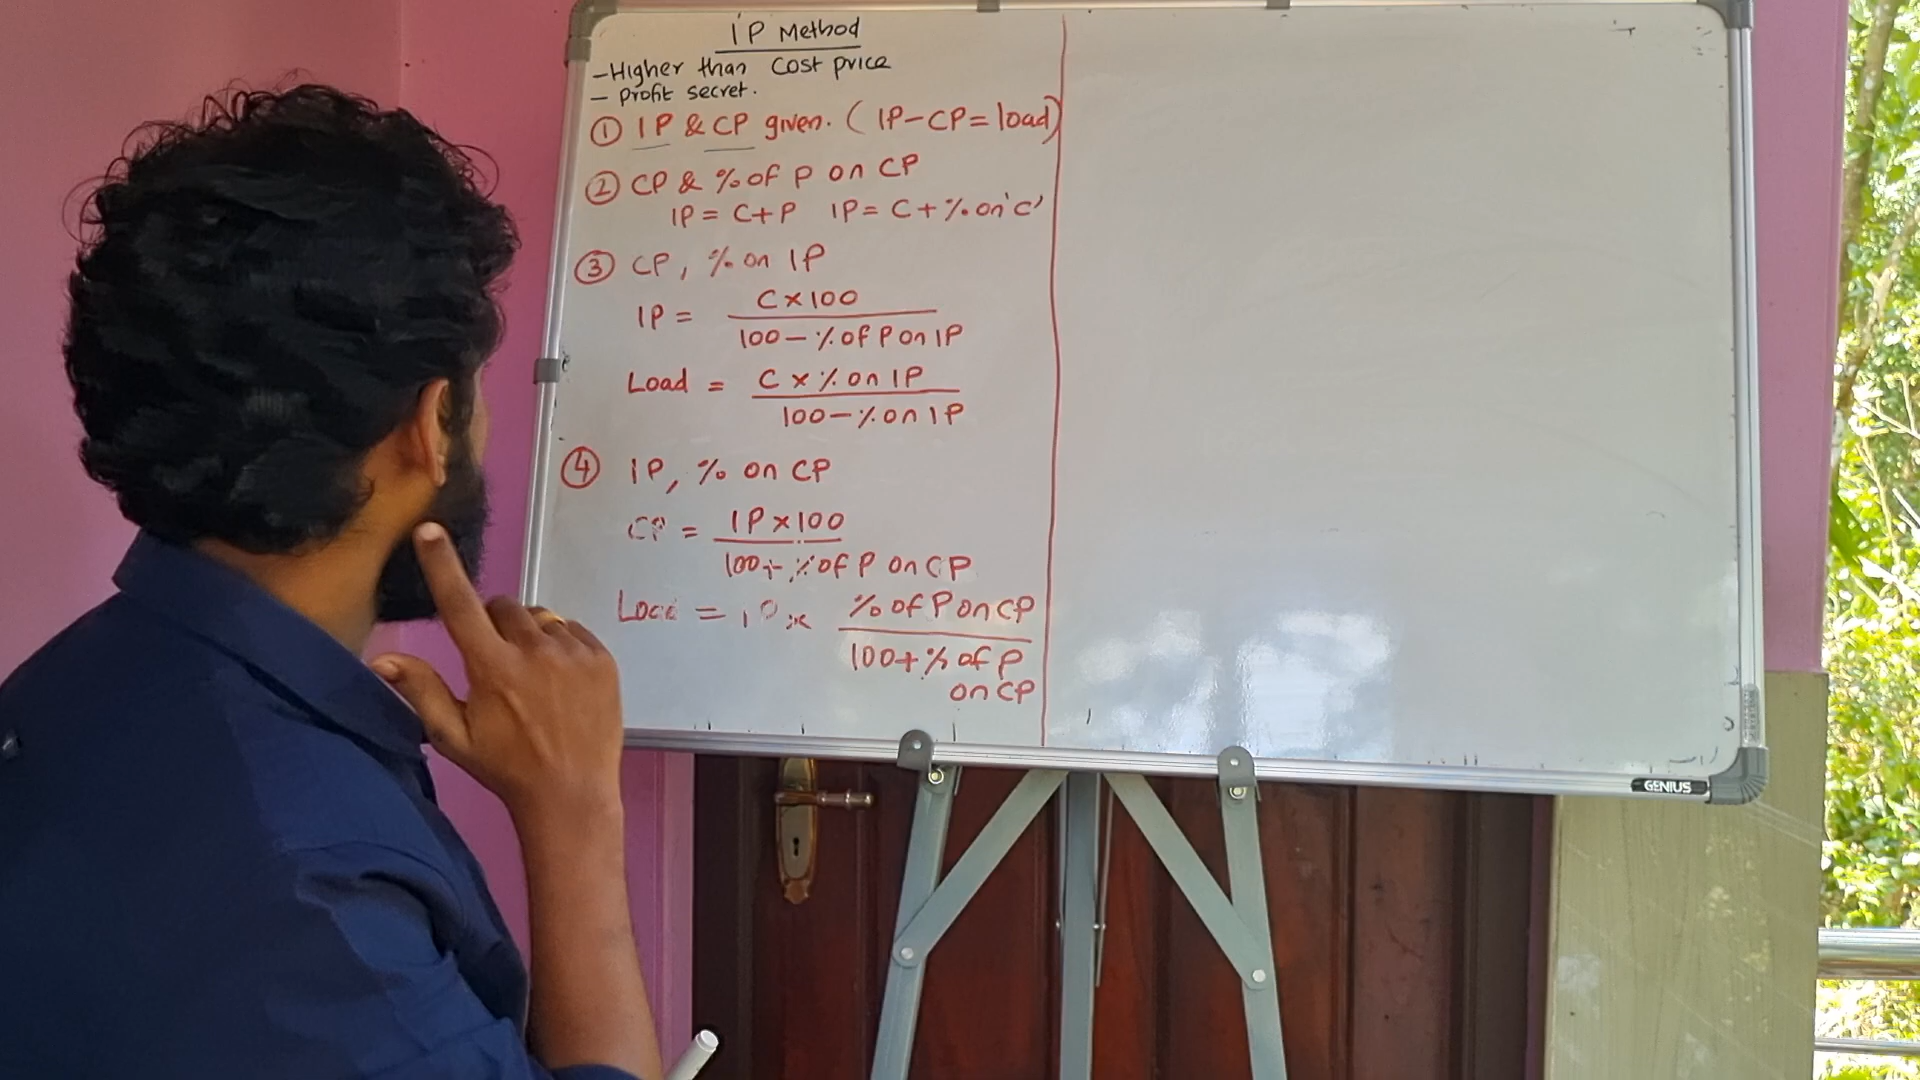 IP Method
- Higher than cost price
- profit secret.
① IP & CP given. (IP-CP=load)
② CP & % of P on CP
IP = C+P IP = C + % on 'C'
③ CP, % on IP
IP = C×100
100 - % of P on IP
Load = C × % on IP
100 - % on IP
④ IP, % on CP
CP = IP×100
100+ % of P on CP
Load = IP × % of P on CP
100+ % of P
on CP
GENIUS